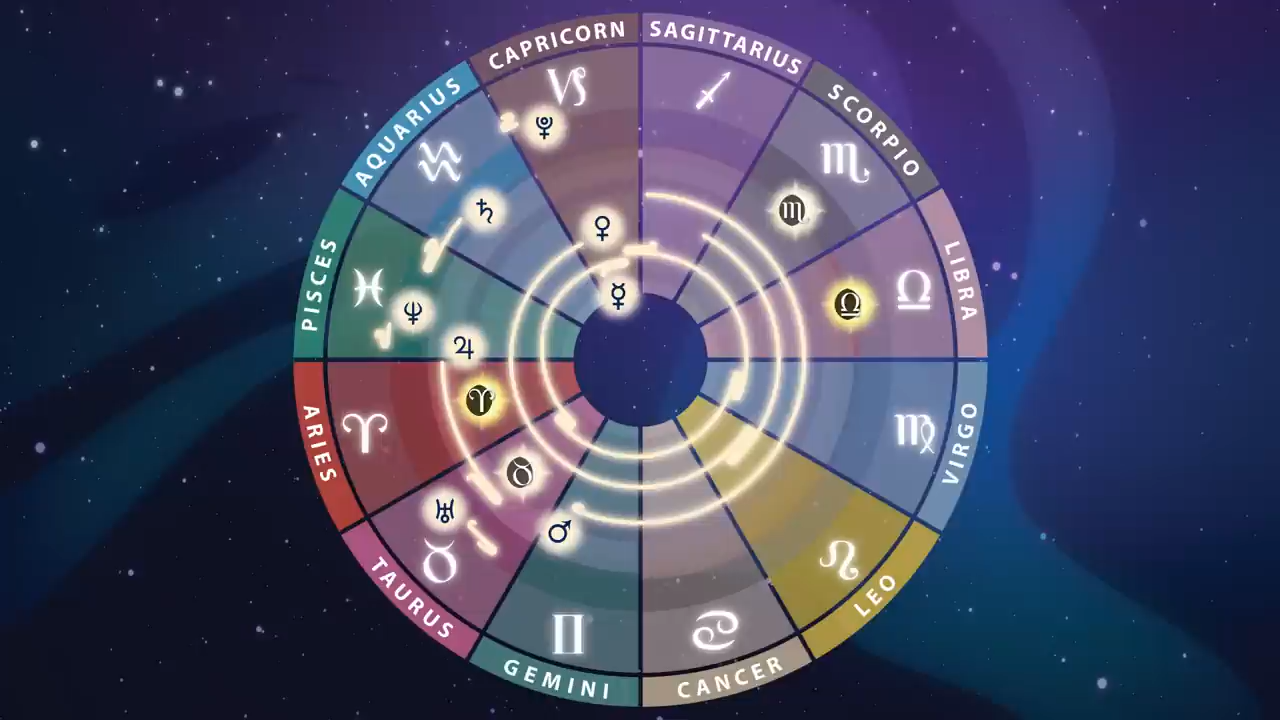 CAPRICORN
SAGITTARIUS
SCORPIO
LIBRA
VIRGO
LEO
CANCER
GEMINI
TAURUS
ARIES
PISCES
AQUARIUS